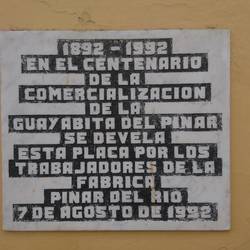 1892 - 1992
EN EL CENTENARIO
DE LA
COMERCIALIZACION
DE LA
GUAYABITA DEL PINAR
SE DEVELA
ESTA PLACA POR LOS
TRABAJADORES DE LA
FABRICA
PINAR DEL RIO
7 DE AGOSTO DE 1992